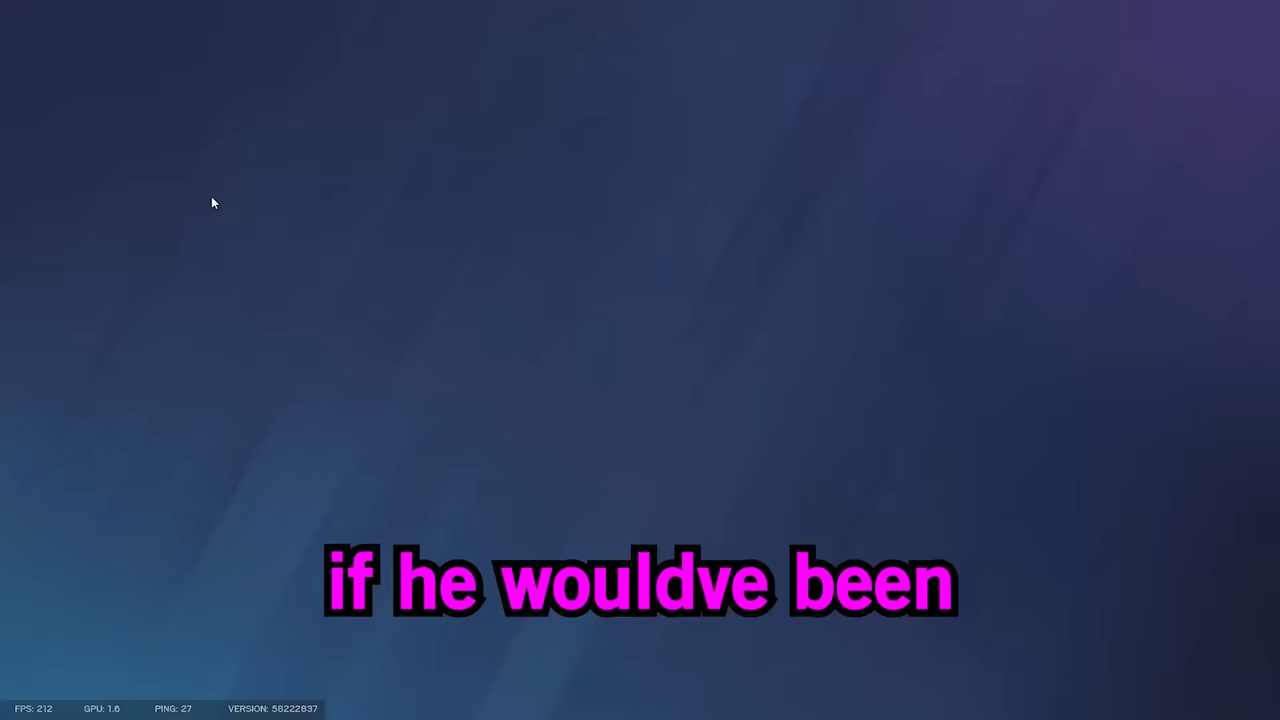 if he wouldve been
FPS: 212 GPU: 1.6 PING: 27 VERSION: 58222837